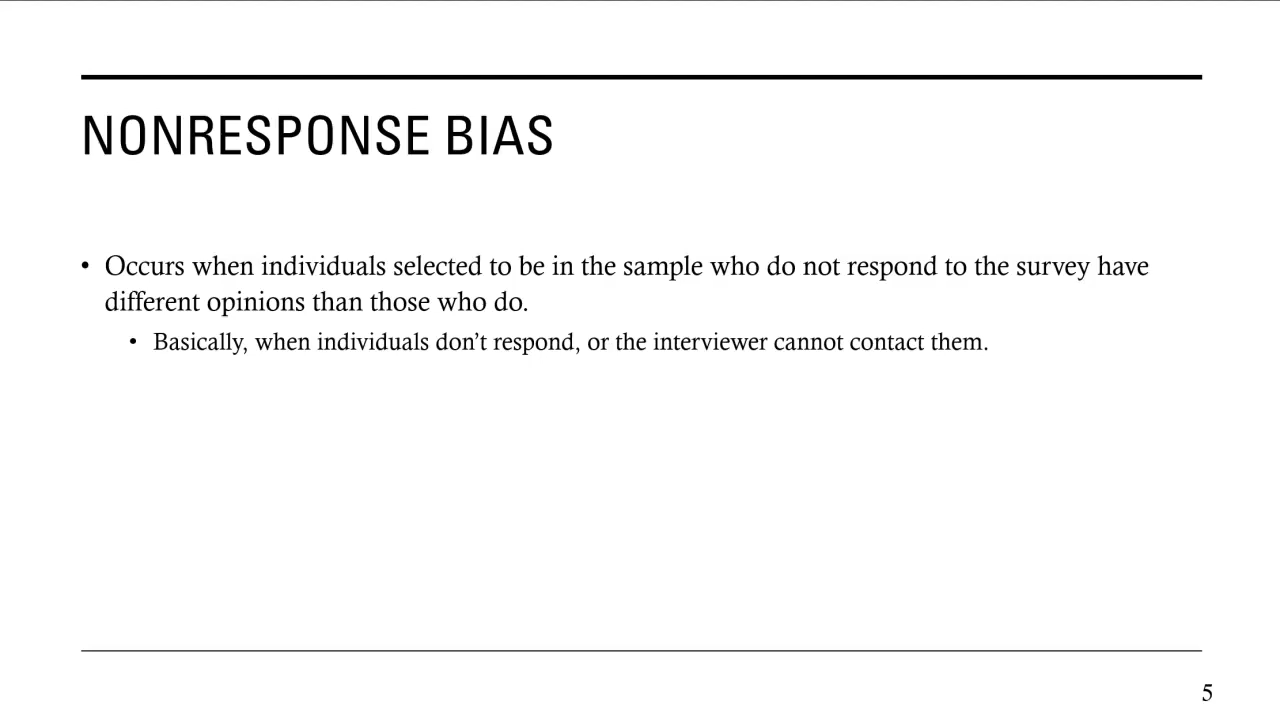 NONRESPONSE BIAS
• Occurs when individuals selected to be in the sample who do not respond to the survey have
different opinions than those who do.
• Basically, when individuals don’t respond, or the interviewer cannot contact them.
5